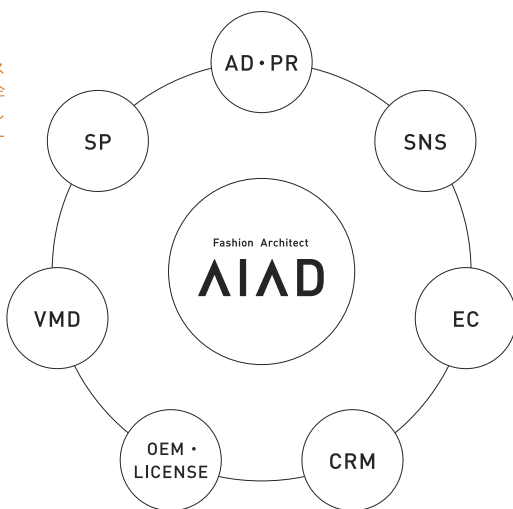 AD・PR
SP
SNS
Fashion Architect
AIAD
VMD
EC
OEM・
LICENSE
CRM